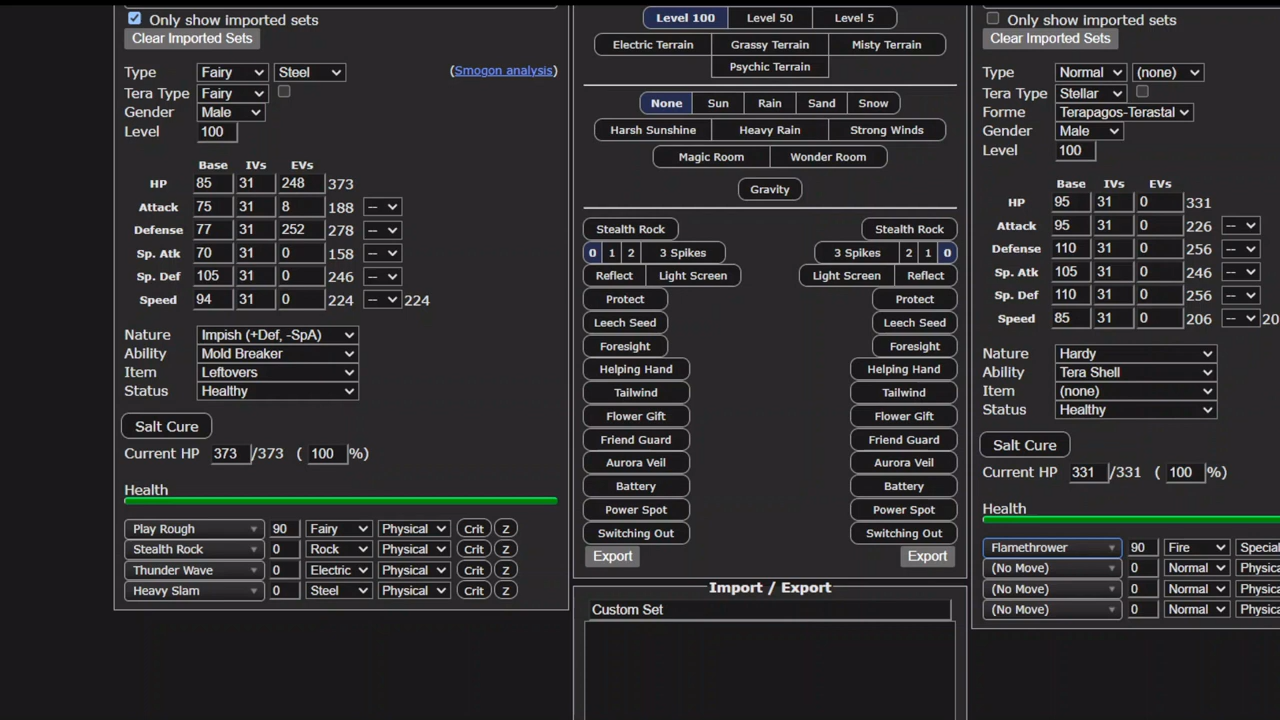 Only show imported sets
Clear Imported Sets
Type Fairy Steel (Smogon analysis)
Tera Type Fairy
Gender Male
Level 100
Base IVs EVs
HP 85 31 248 373
Attack 75 31 8 188 --
Defense 77 31 252 278 --
Sp. Atk 70 31 0 158 --
Sp. Def 105 31 0 246 --
Speed 94 31 0 224 -- 224
Nature Impish (+Def, -SpA)
Ability Mold Breaker
Item Leftovers
Status Healthy
Salt Cure
Current HP 373 /373 ( 100 %)
Health
Play Rough 90 Fairy Physical Crit Z
Stealth Rock 0 Rock Physical Crit Z
Thunder Wave 0 Electric Physical Crit Z
Heavy Slam 0 Steel Physical Crit Z
Level 100 Level 50 Level 5
Electric Terrain Grassy Terrain Misty Terrain
Psychic Terrain
None Sun Rain Sand Snow
Harsh Sunshine Heavy Rain Strong Winds
Magic Room Wonder Room
Gravity
Stealth Rock Stealth Rock
0 1 2 3 Spikes 3 Spikes 2 1 0
Reflect Light Screen Light Screen Reflect
Protect Protect
Leech Seed Leech Seed
Foresight Foresight
Helping Hand Helping Hand
Tailwind Tailwind
Flower Gift Flower Gift
Friend Guard Friend Guard
Aurora Veil Aurora Veil
Battery Battery
Power Spot Power Spot
Switching Out Switching Out
Export Export
Import / Export
Custom Set
Only show imported sets
Clear Imported Sets
Type Normal (none)
Tera Type Stellar
Forme Terapagos-Terastal
Gender Male
Level 100
Base IVs EVs
HP 95 31 0 331
Attack 95 31 0 226 --
Defense 110 31 0 256 --
Sp. Atk 105 31 0 246 --
Sp. Def 110 31 0 256 --
Speed 85 31 0 206 -- 20
Nature Hardy
Ability Tera Shell
Item (none)
Status Healthy
Salt Cure
Current HP 331 /331 ( 100 %)
Health
Flamethrower 90 Fire Special
(No Move) 0 Normal Physica
(No Move) 0 Normal Physica
(No Move) 0 Normal Physica